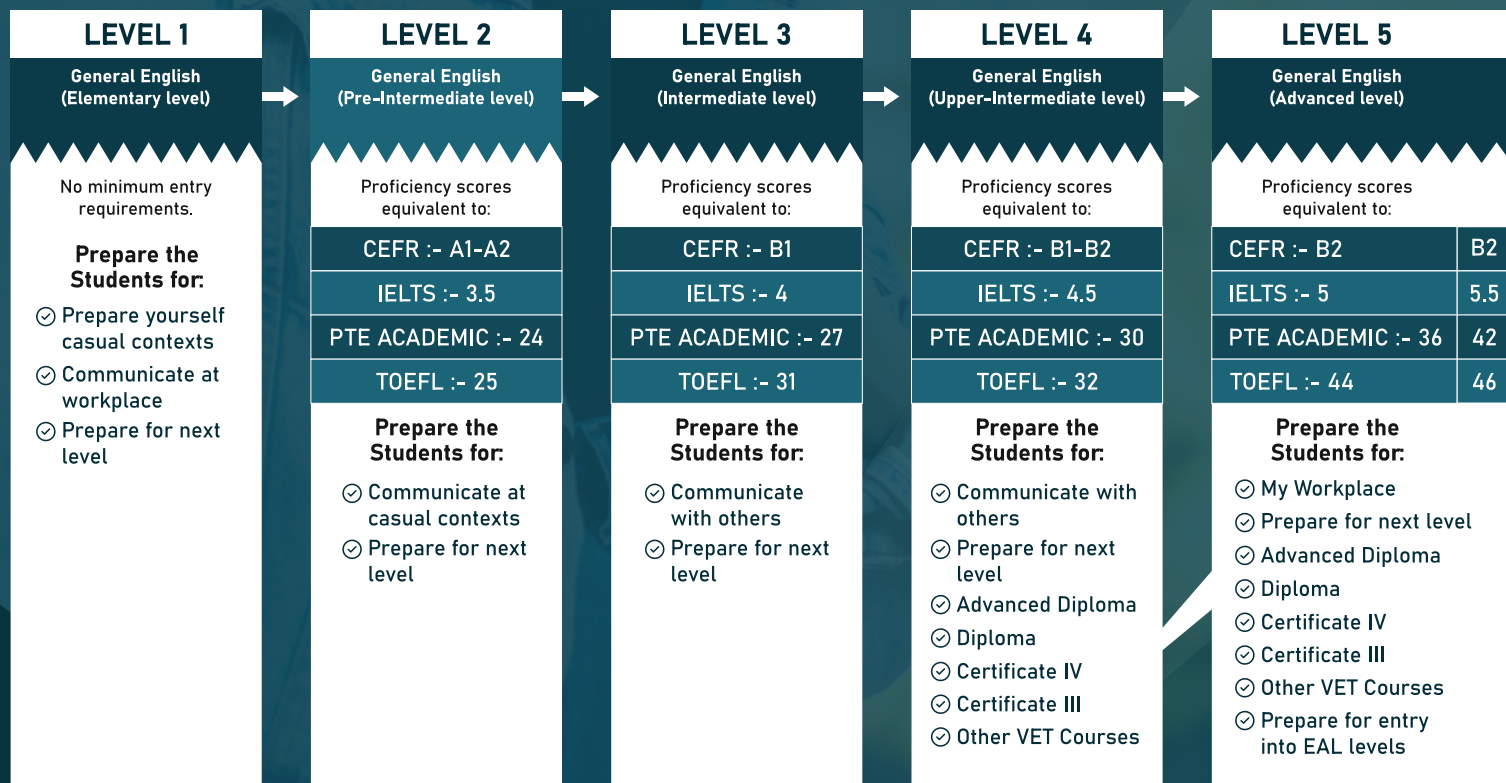 LEVEL 1
General English
(Elementary level)
No minimum entry
requirements.
Prepare the
Students for:
Prepare yourself
casual contexts
Communicate at
workplace
Prepare for next
level
LEVEL 2
General English
(Pre-Intermediate level)
Proficiency scores
equivalent to:
CEFR :- A1-A2
IELTS :- 3.5
PTE ACADEMIC :- 24
TOEFL :- 25
Prepare the
Students for:
Communicate at
casual contexts
Prepare for next
level
LEVEL 3
General English
(Intermediate level)
Proficiency scores
equivalent to:
CEFR :- B1
IELTS :- 4
PTE ACADEMIC :- 27
TOEFL :- 31
Prepare the
Students for:
Communicate
with others
Prepare for next
level
LEVEL 4
General English
(Upper-Intermediate level)
Proficiency scores
equivalent to:
CEFR :- B1-B2
IELTS :- 4.5
PTE ACADEMIC :- 30
TOEFL :- 32
Prepare the
Students for:
Communicate with
others
Prepare for next
level
Advanced Diploma
Diploma
Certificate IV
Certificate III
Other VET Courses
LEVEL 5
General English
(Advanced level)
Proficiency scores
equivalent to:
CEFR :- B2 B2
IELTS :- 5 5.5
PTE ACADEMIC :- 36 42
TOEFL :- 44 46
Prepare the
Students for:
My Workplace
Prepare for next level
Advanced Diploma
Diploma
Certificate IV
Certificate III
Other VET Courses
Prepare for entry
into EAL levels